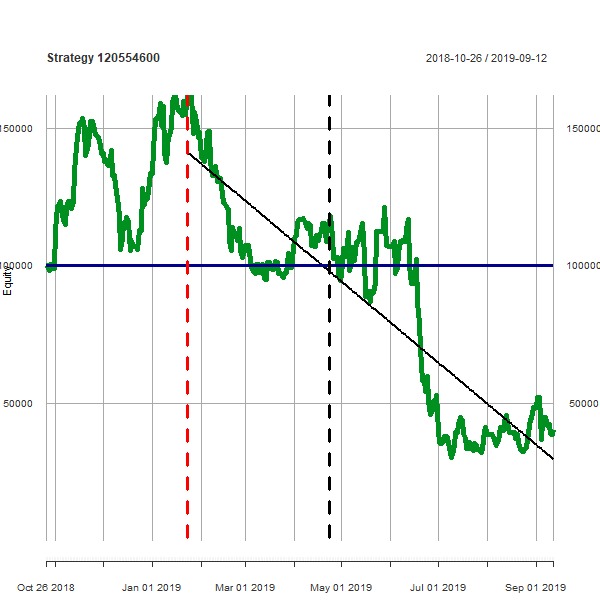 Strategy 120554600
2018-10-26 / 2019-09-12
150000
150000
100000
100000
Equity
50000
50000
Oct 26 2018
Jan 01 2019
Mar 01 2019
May 01 2019
Jul 01 2019
Sep 01 2019